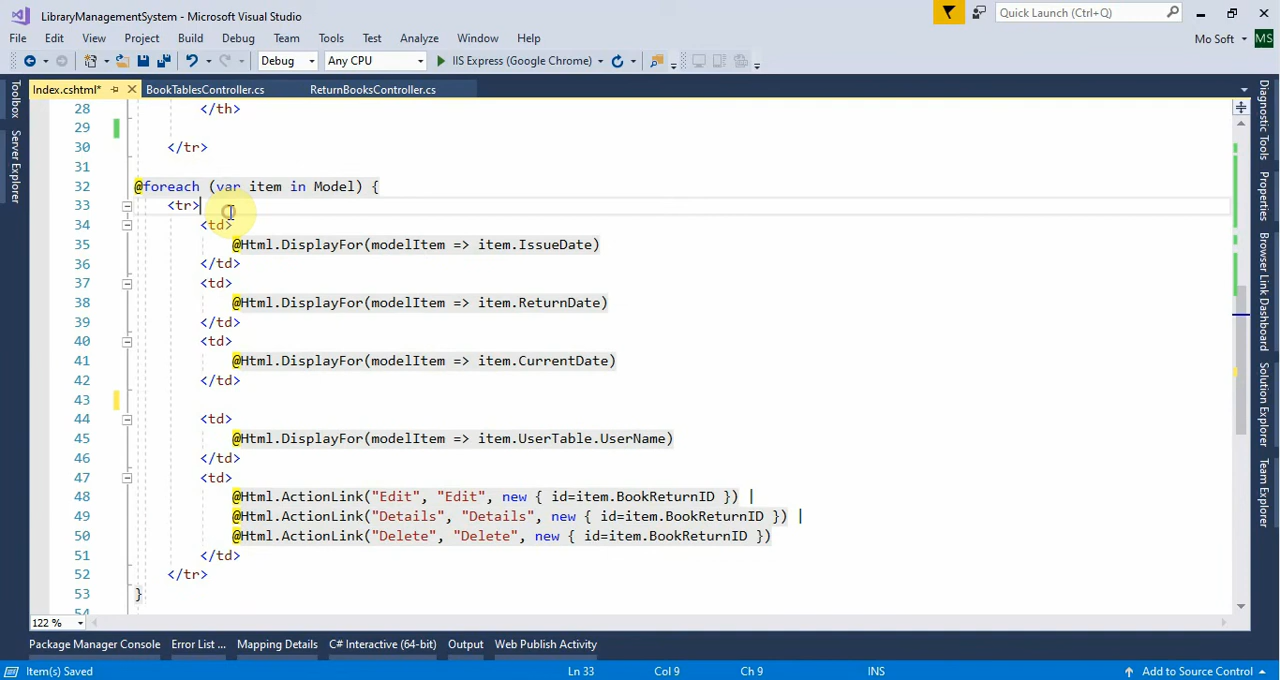 LibraryManagementSystem - Microsoft Visual Studio
Quick Launch (Ctrl+Q)
File Edit View Project Build Debug Team Tools Test Analyze Window Help
Mo Soft MS
Debug Any CPU IIS Express (Google Chrome)
Index.cshtml* BookTablesController.cs ReturnBooksController.cs
Toolbox
Server Explorer
28 </th>
29
30 </tr>
31
32 @foreach (var item in Model) {
33 <tr>
34 <td>
35 @Html.DisplayFor(modelItem => item.IssueDate)
36 </td>
37 <td>
38 @Html.DisplayFor(modelItem => item.ReturnDate)
39 </td>
40 <td>
41 @Html.DisplayFor(modelItem => item.CurrentDate)
42 </td>
43
44 <td>
45 @Html.DisplayFor(modelItem => item.UserTable.UserName)
46 </td>
47 <td>
48 @Html.ActionLink("Edit", "Edit", new { id=item.BookReturnID }) |
49 @Html.ActionLink("Details", "Details", new { id=item.BookReturnID }) |
50 @Html.ActionLink("Delete", "Delete", new { id=item.BookReturnID })
51 </td>
52 </tr>
53 }
54
Diagnostic Tools
Properties
Browser Link Dashboard
Solution Explorer
Team Explorer
122 %
Package Manager Console Error List ... Mapping Details C# Interactive (64-bit) Output Web Publish Activity
Item(s) Saved Ln 33 Col 9 Ch 9 INS Add to Source Control